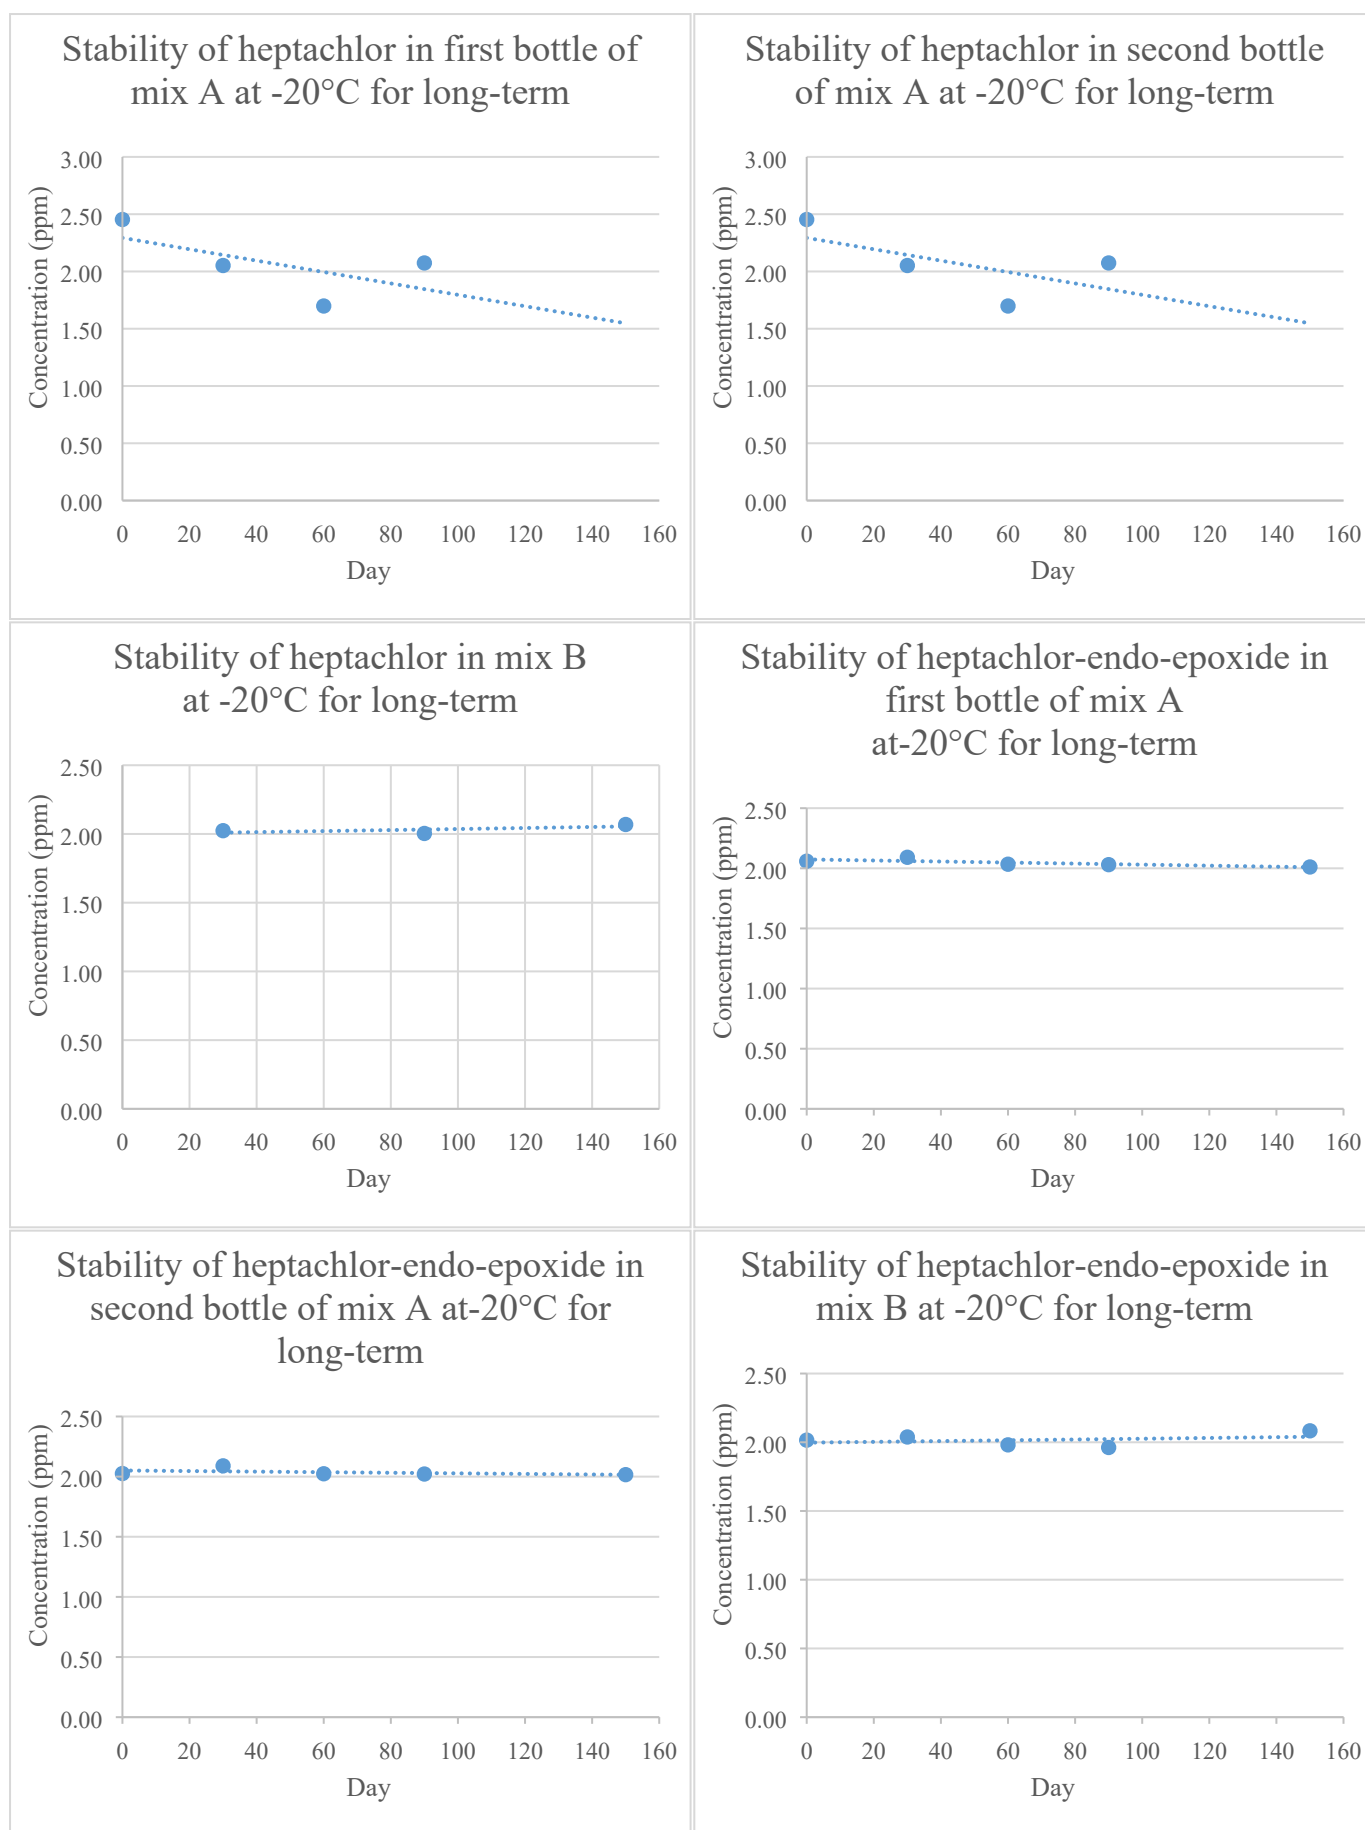 Stability of heptachlor in first bottle of
mix A at -20°C for long-term
3.00
2.50
2.00
1.50
1.00
0.50
0.00
Concentration (ppm)
0 20 40 60 80 100 120 140 160
Day
Stability of heptachlor in second bottle
of mix A at -20°C for long-term
3.00
2.50
2.00
1.50
1.00
0.50
0.00
Concentration (ppm)
0 20 40 60 80 100 120 140 160
Day
Stability of heptachlor in mix B
at -20°C for long-term
2.50
2.00
1.50
1.00
0.50
0.00
Concentration (ppm)
0 20 40 60 80 100 120 140 160
Day
Stability of heptachlor-endo-epoxide in
first bottle of mix A
at-20°C for long-term
2.50
2.00
1.50
1.00
0.50
0.00
Concentration (ppm)
0 20 40 60 80 100 120 140 160
Day
Stability of heptachlor-endo-epoxide in
second bottle of mix A at-20°C for
long-term
2.50
2.00
1.50
1.00
0.50
0.00
Concentration (ppm)
0 20 40 60 80 100 120 140 160
Day
Stability of heptachlor-endo-epoxide in
mix B at -20°C for long-term
2.50
2.00
1.50
1.00
0.50
0.00
Concentration (ppm)
0 20 40 60 80 100 120 140 160
Day